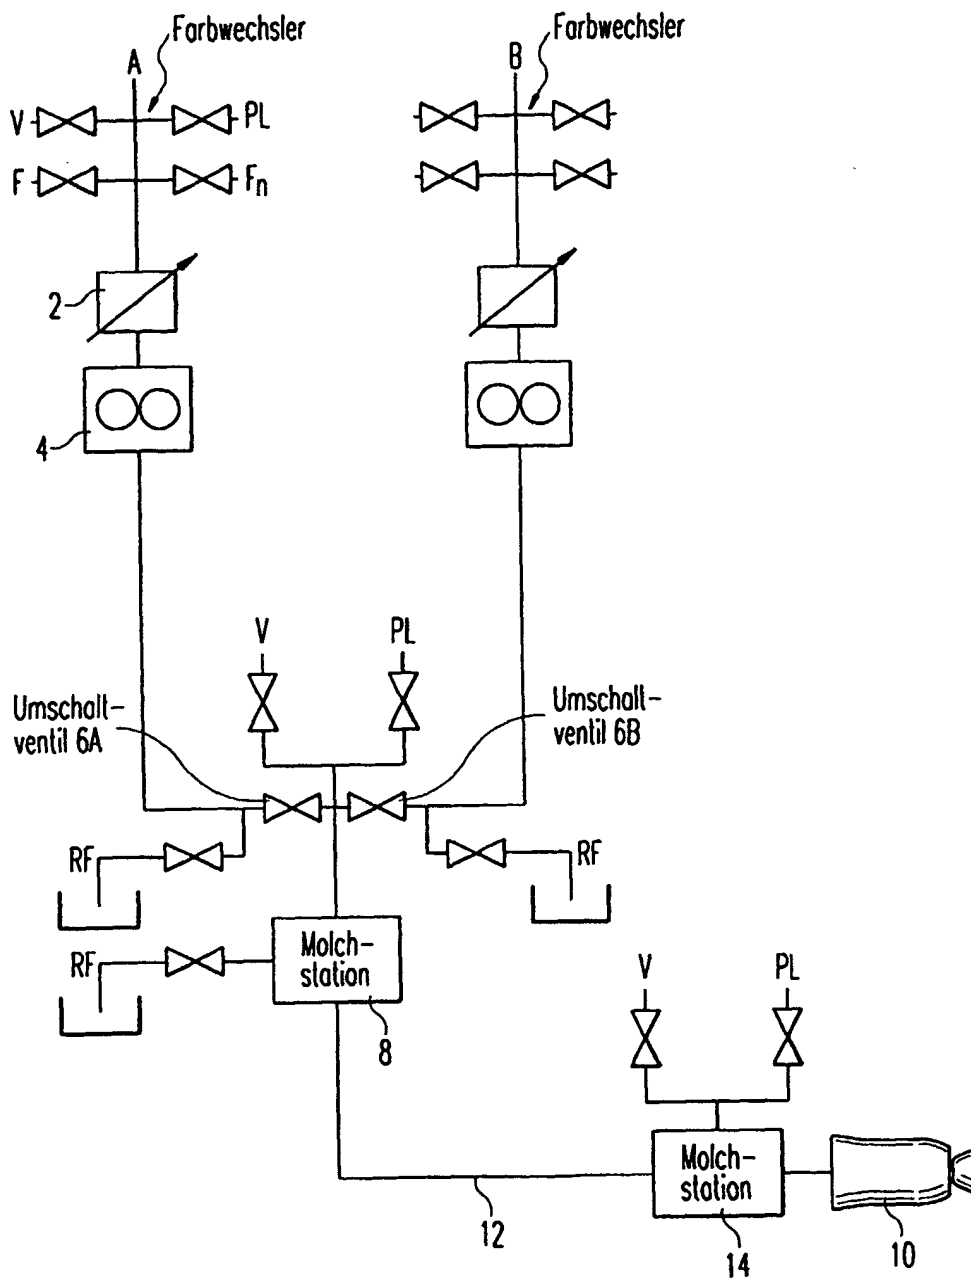 Farbwechsler
Farbwechsler
A
B
V
PL
F
Fn
2
4
V
PL
Umschalt-
ventil 6A
Umschalt-
ventil 6B
RF
RF
Molch-
station
RF
8
V
PL
Molch-
station
12
14
10